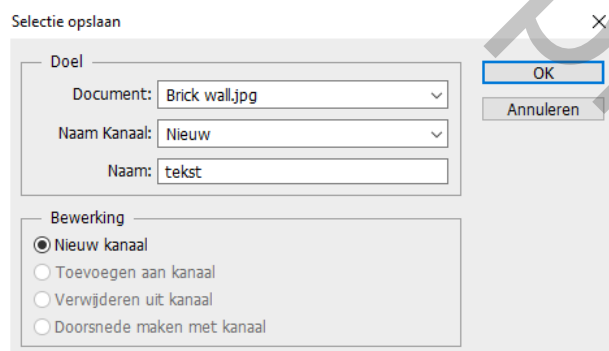 Selectie opslaan
Doel
Document: Brick wall.jpg
Naam Kanaal: Nieuw
Naam: tekst
OK
Annuleren
Bewerking
Nieuw kanaal
Toevoegen aan kanaal
Verwijderen uit kanaal
Doorsnede maken met kanaal